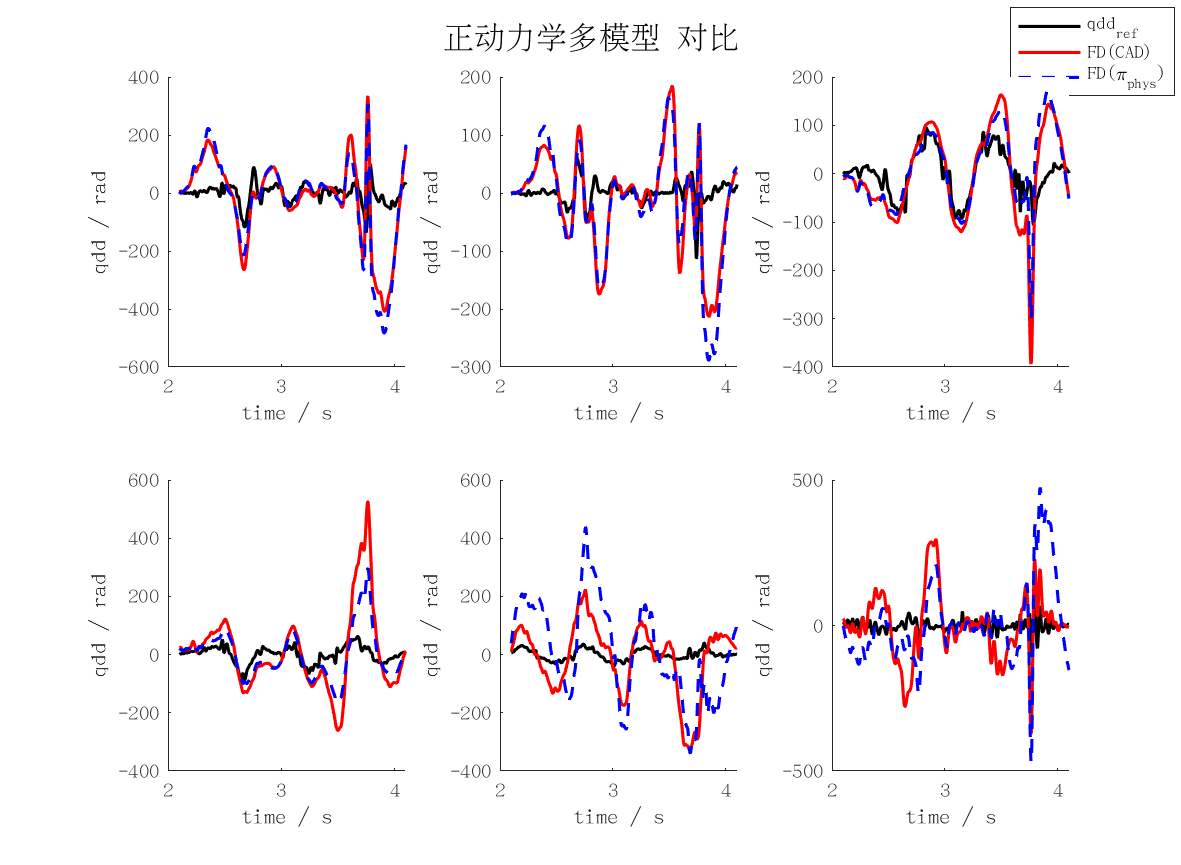 正动力学多模型 对比
qdd_ref
FD(CAD)
FD(π_phys)
400
200
0
-200
-400
-600
qdd / rad
2 3 4
time / s
200
100
0
-100
-200
-300
qdd / rad
2 3 4
time / s
200
100
0
-100
-200
-300
-400
qdd / rad
2 3 4
time / s
600
400
200
0
-200
-400
qdd / rad
2 3 4
time / s
600
400
200
0
-200
-400
qdd / rad
2 3 4
time / s
500
0
-500
qdd / rad
2 3 4
time / s